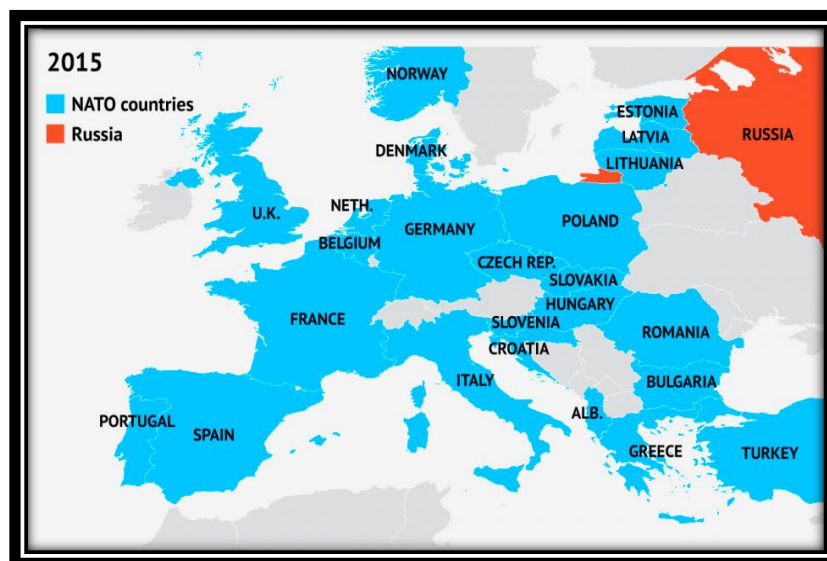 2015
NATO countries
Russia
NORWAY
ESTONIA
LATVIA
RUSSIA
DENMARK
LITHUANIA
NETH.
U.K.
POLAND
GERMANY
BELGIUM
CZECH REP.
SLOVAKIA
HUNGARY
FRANCE
SLOVENIA
ROMANIA
CROATIA
ITALY
BULGARIA
ALB.
PORTUGAL
SPAIN
GREECE
TURKEY